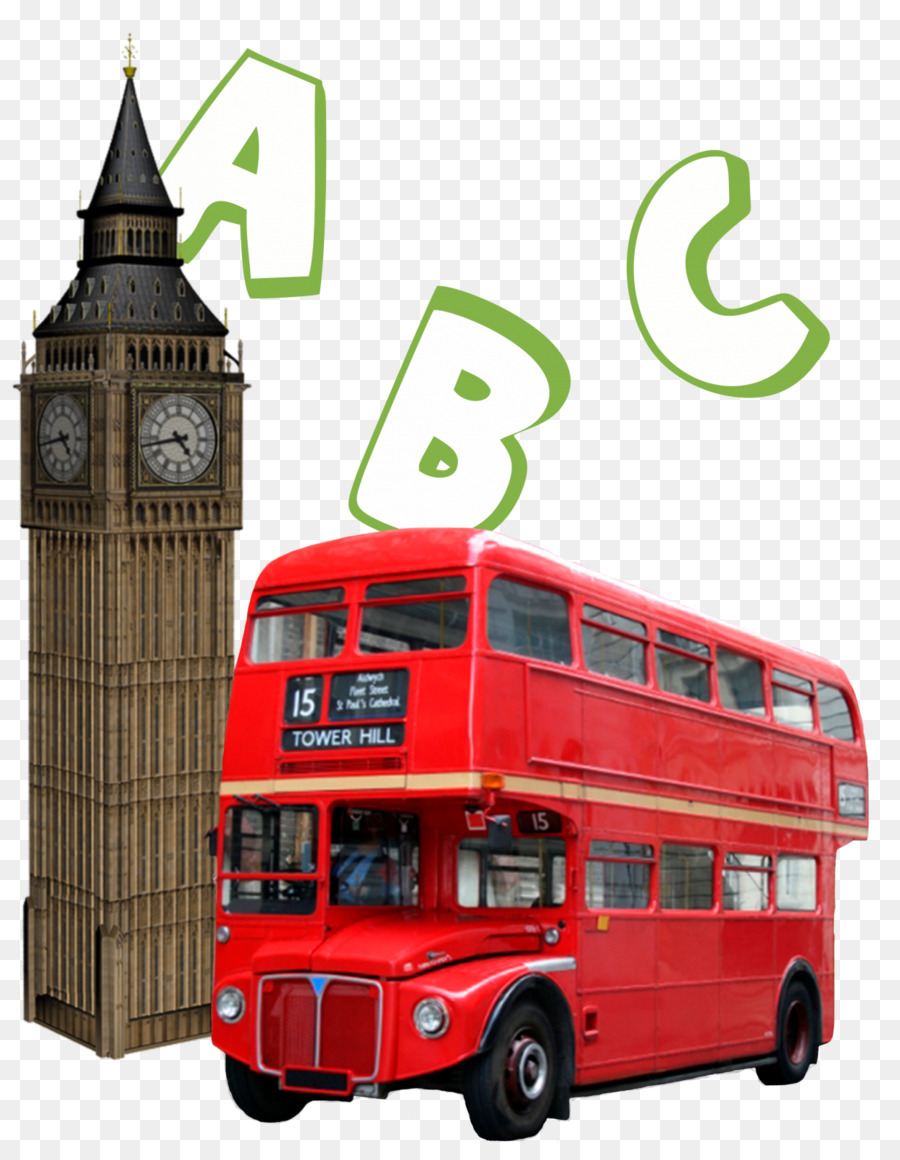 A
B
C
15
Aldwych
Fleet Street
St Paul's Cathedral
TOWER HILL
15